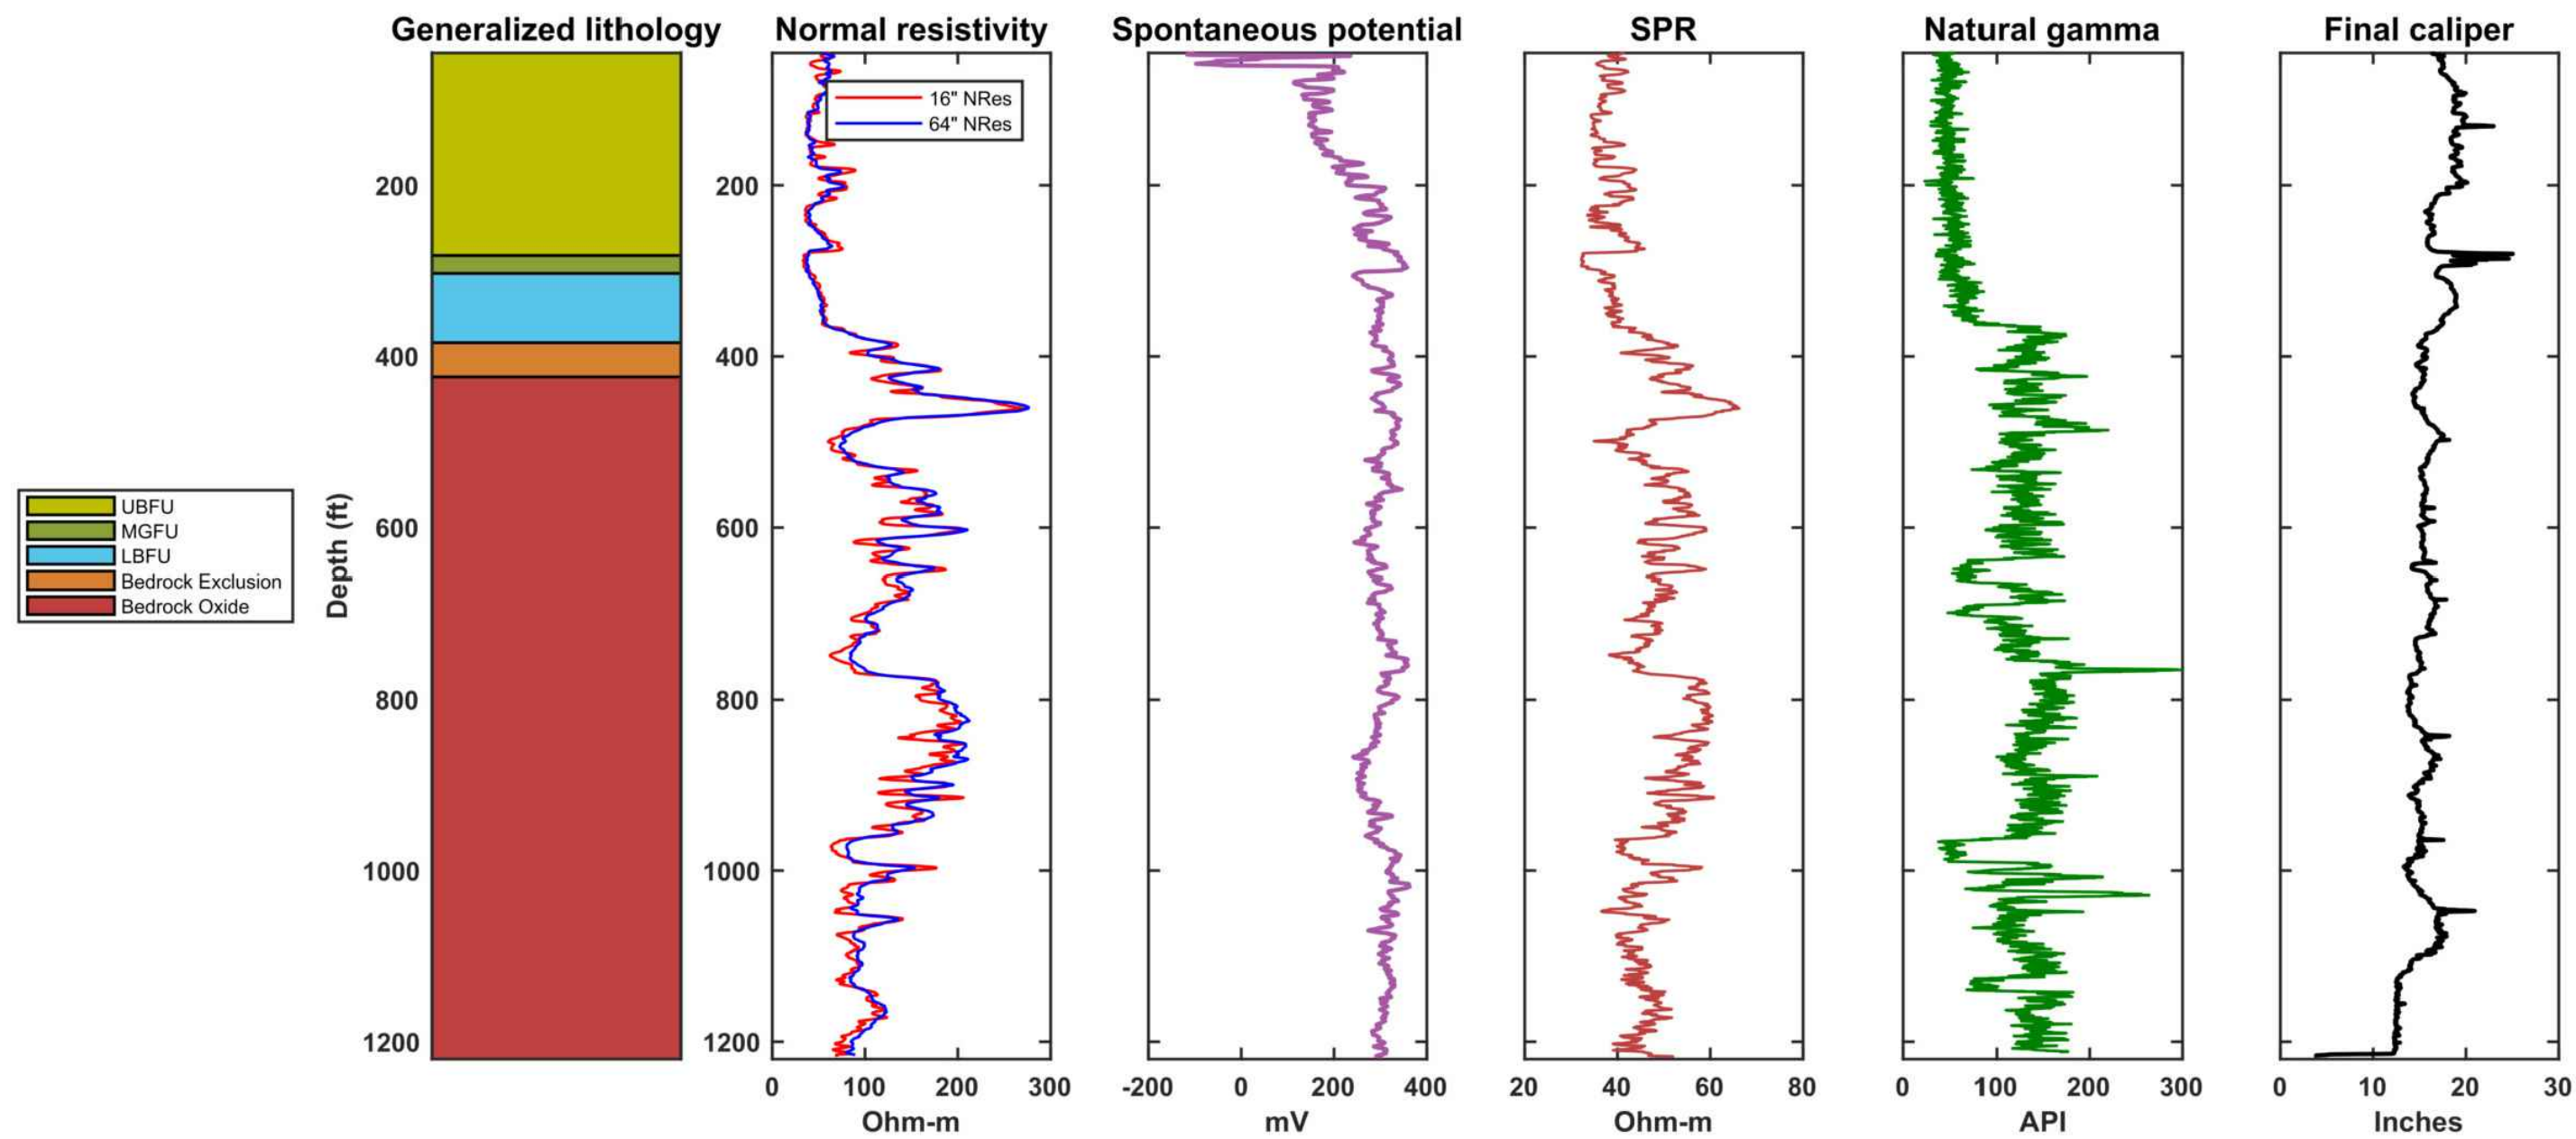 Generalized lithology
Normal resistivity
Spontaneous potential
SPR
Natural gamma
Final caliper
16" NRes
64" NRes
UBFU
MGFU
LBFU
Bedrock Exclusion
Bedrock Oxide
Depth (ft)
200
400
600
800
1000
1200
200
400
600
800
1000
1200
0 100 200 300
Ohm-m
-200 0 200 400
mV
20 40 60 80
Ohm-m
0 100 200 300
API
0 10 20 30
Inches